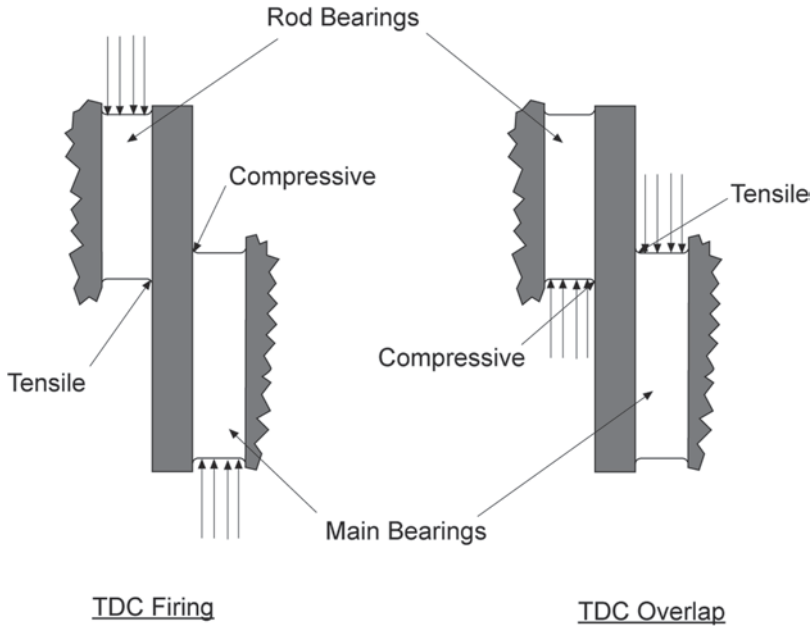 Rod Bearings
Compressive
Tensile
Tensile
Compressive
Main Bearings
TDC Firing
TDC Overlap